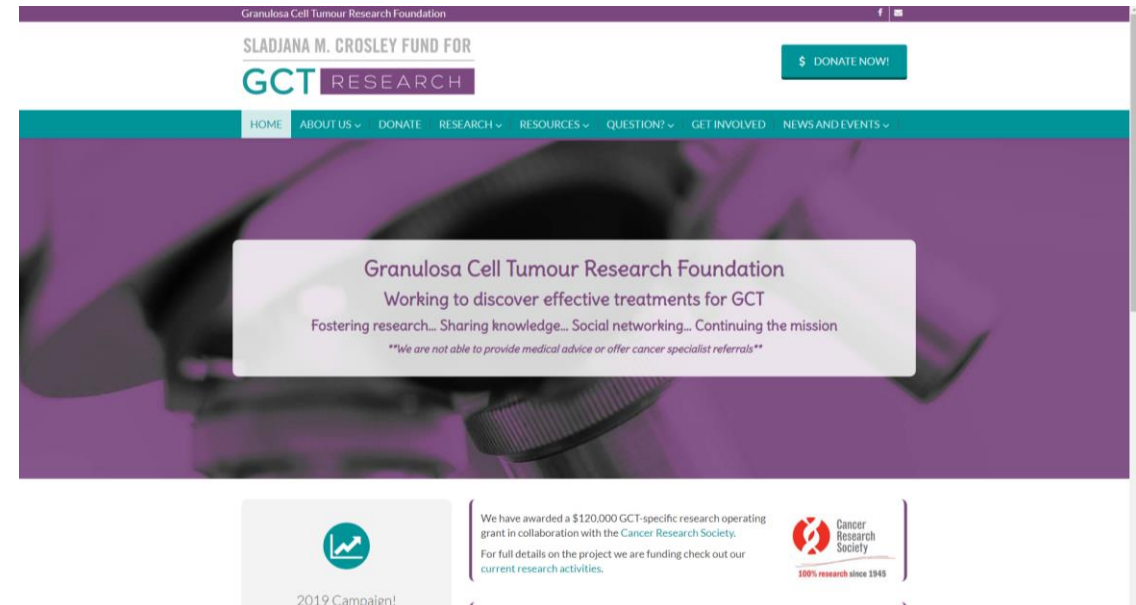 Granulosa Cell Tumour Research Foundation
SLADJANA M. CROSLEY FUND FOR
GCT RESEARCH
$ DONATE NOW!
HOME ABOUT US DONATE RESEARCH RESOURCES QUESTION? GET INVOLVED NEWS AND EVENTS
Granulosa Cell Tumour Research Foundation
Working to discover effective treatments for GCT
Fostering research... Sharing knowledge... Social networking... Continuing the mission
**We are not able to provide medical advice or offer cancer specialist referrals**
2019 Campaign!
We have awarded a $120,000 GCT-specific research operating
grant in collaboration with the Cancer Research Society.
For full details on the project we are funding check out our
current research activities.
Cancer
Research
Society
100% research since 1945